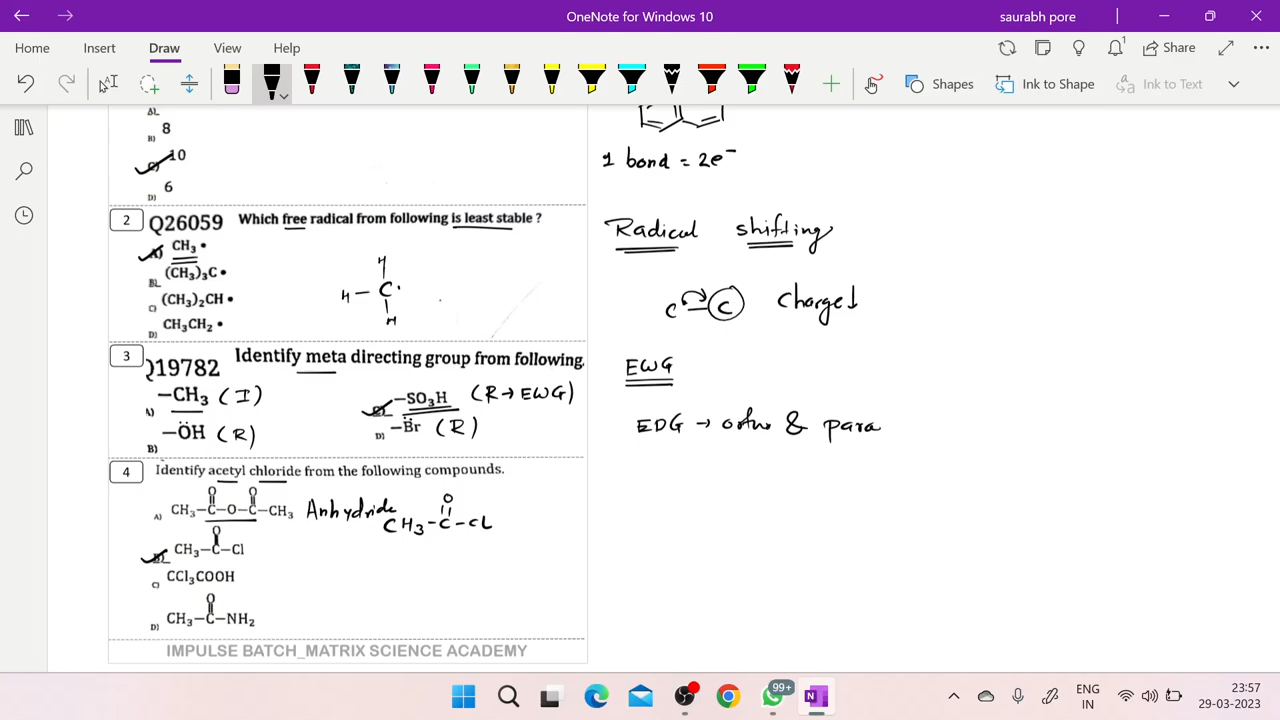 OneNote for Windows 10
saurabh pore
Home Insert Draw View Help
Share
Shapes
Ink to Shape
Ink to Text
8
B)
10
6
D)
1 bond = 2e-
2
Q26059 Which free radical from following is least stable ?
A) CH3 •
(CH3)3C •
B)
(CH3)2CH •
C)
CH3CH2 •
D)
H
H – C •
H
Radical shifting
C – C charge
EWG
EDG → ortho & para
3
Q19782 Identify meta directing group from following.
–CH3 (I)
A)
–ÖH (R)
B)
–SO3H (R → EWG)
–B̈r (R)
D)
4
Identify acetyl chloride from the following compounds.
O O
A) CH3–C–O–C–CH3 Anhydride
O
CH3–C–Cl
O
CH3–C–Cl
CCl3COOH
C)
O
D) CH3–C–NH2
IMPULSE BATCH_MATRIX SCIENCE ACADEMY
99+
ENG
IN
23:57
29-03-2023